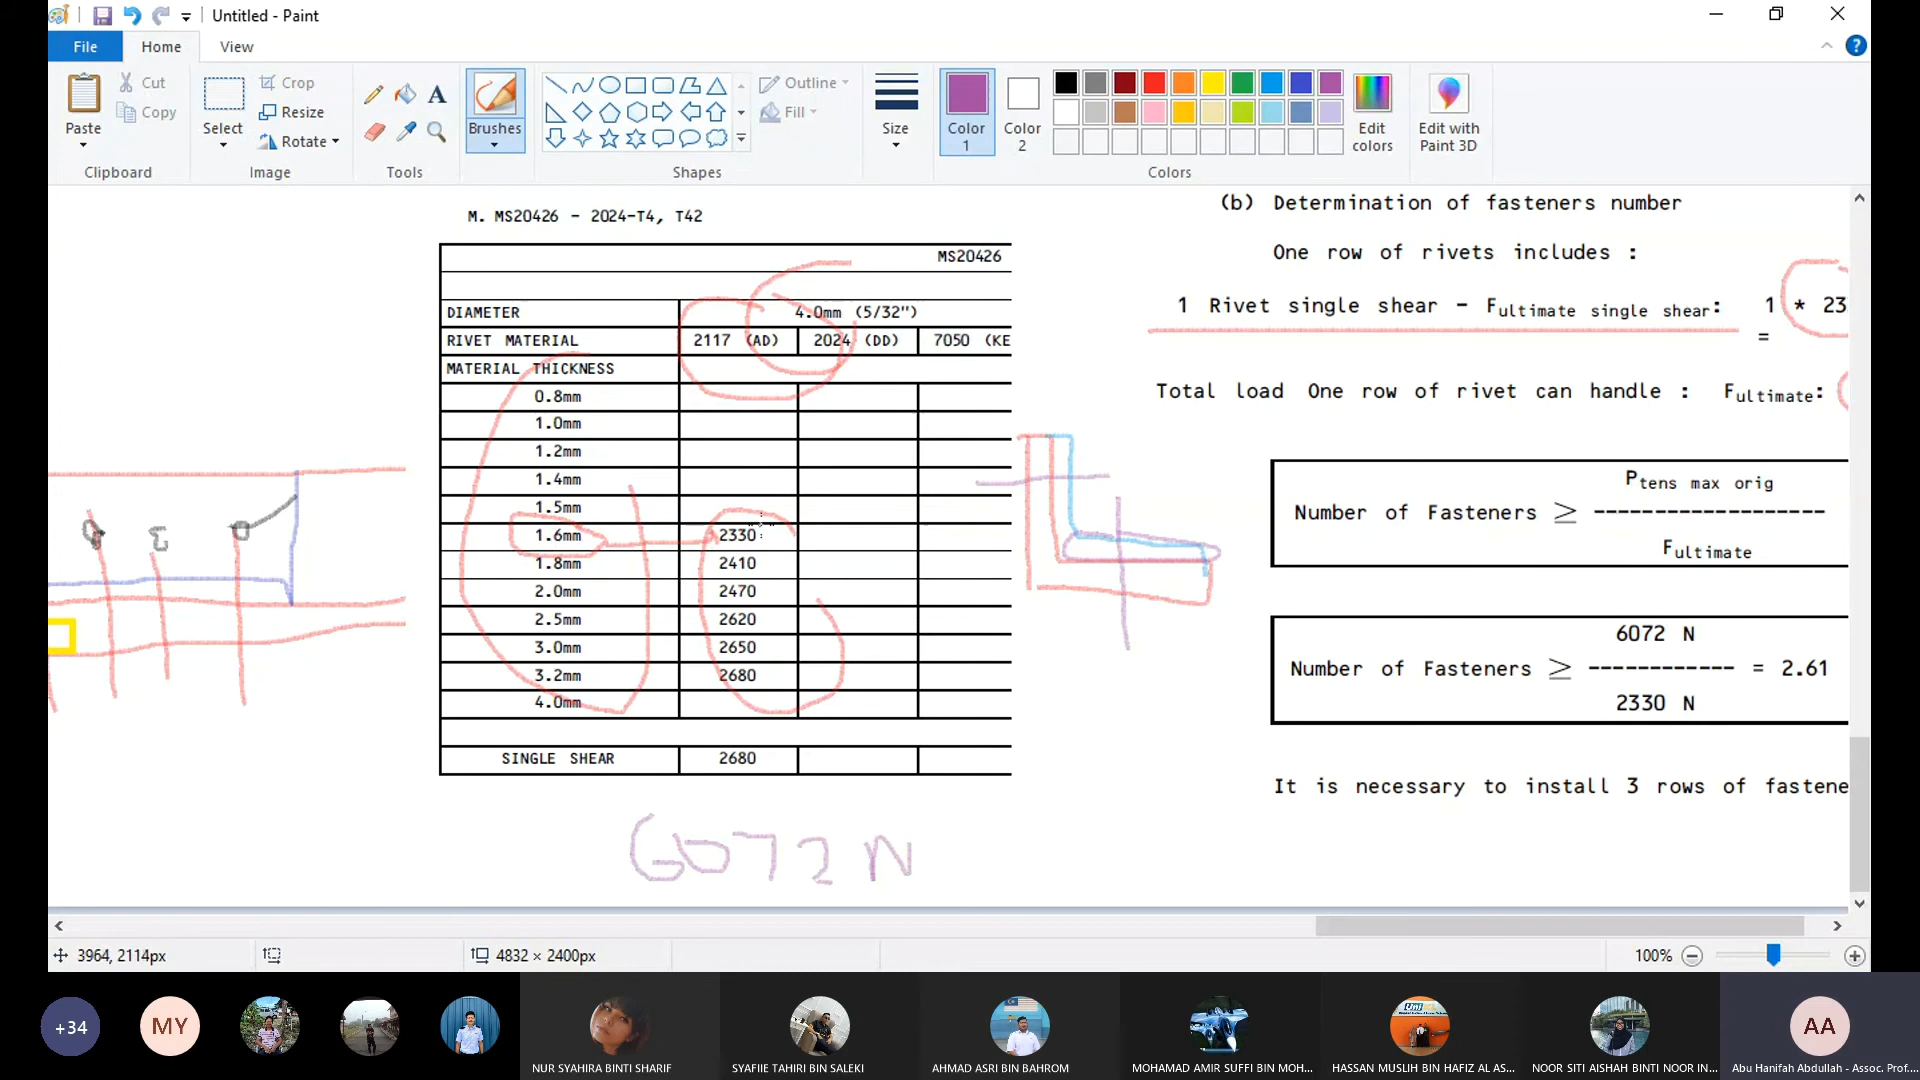 Untitled - Paint
File Home View
Paste
Cut
Copy
Clipboard
Select
Crop
Resize
Rotate
Image
Tools
Brushes
Outline
Fill
Shapes
Size
Color 1
Color 2
Edit colors
Edit with Paint 3D
Colors
M. MS20426 - 2024-T4, T42
MS20426
DIAMETER 4.0mm (5/32")
RIVET MATERIAL 2117 (AD) 2024 (DD) 7050 (KE
MATERIAL THICKNESS
0.8mm
1.0mm
1.2mm
1.4mm
1.5mm
1.6mm 2330
1.8mm 2410
2.0mm 2470
2.5mm 2620
3.0mm 2650
3.2mm 2680
4.0mm
SINGLE SHEAR 2680
6072 N
(b) Determination of fasteners number
One row of rivets includes :
1 Rivet single shear - Fultimate single shear: 1 * 23
=
Total load One row of rivet can handle : Fultimate:
Ptens max orig
Number of Fasteners ≥ -------------------
Fultimate
6072 N
Number of Fasteners ≥ ------------ = 2.61
2330 N
It is necessary to install 3 rows of fastene
3964, 2114px
4832 × 2400px
100%
+34
MY
NUR SYAHIRA BINTI SHARIF
SYAFIIE TAHIRI BIN SALEKI
AHMAD ASRI BIN BAHROM
MOHAMAD AMIR SUFFI BIN MOH...
HASSAN MUSLIH BIN HAFIZ AL AS...
NOOR SITI AISHAH BINTI NOOR IN...
AA
Abu Hanifah Abdullah - Assoc. Prof....